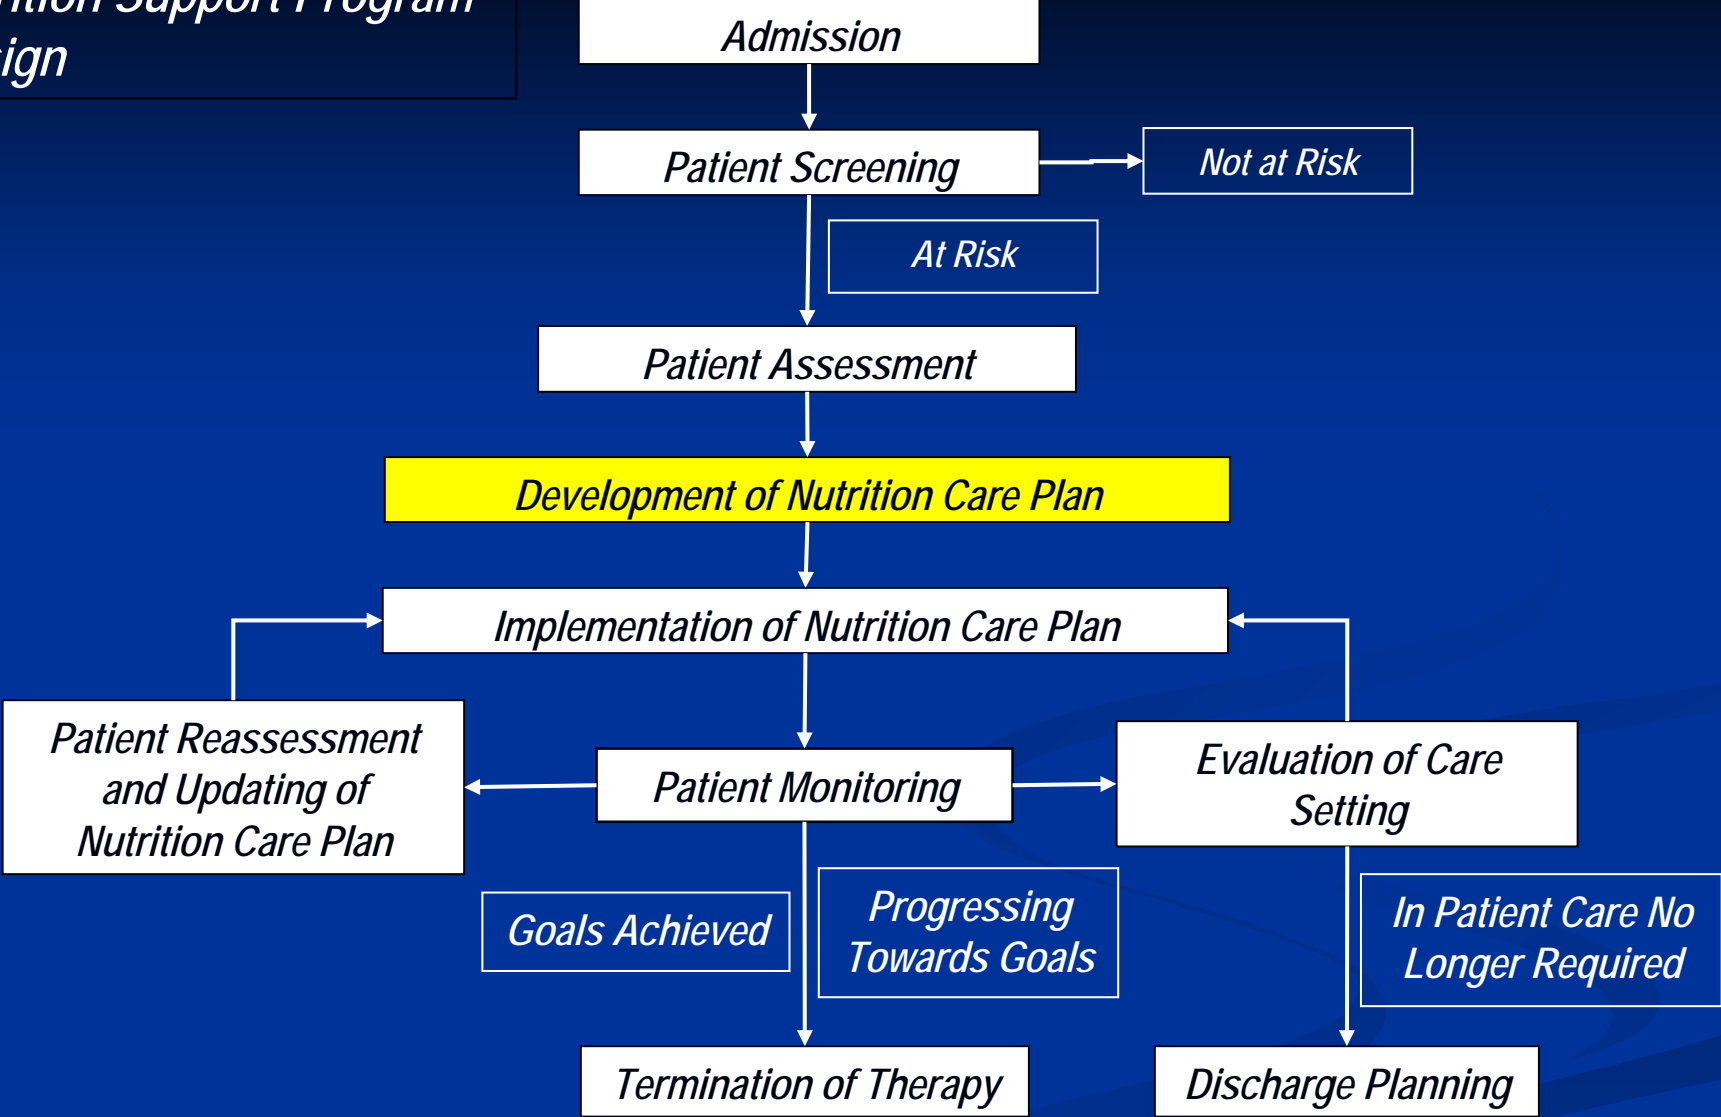 Support Program
Admission
Patient Screening
Not at Risk
At Risk
Patient Assessment
Development of Nutrition Care Plan
Implementation of Nutrition Care Plan
Patient Reassessment
and Updating of
Nutrition Care Plan
Patient Monitoring
Evaluation of Care
Setting
Goals Achieved
Progressing
Towards Goals
In Patient Care No
Longer Required
Termination of Therapy
Discharge Planning